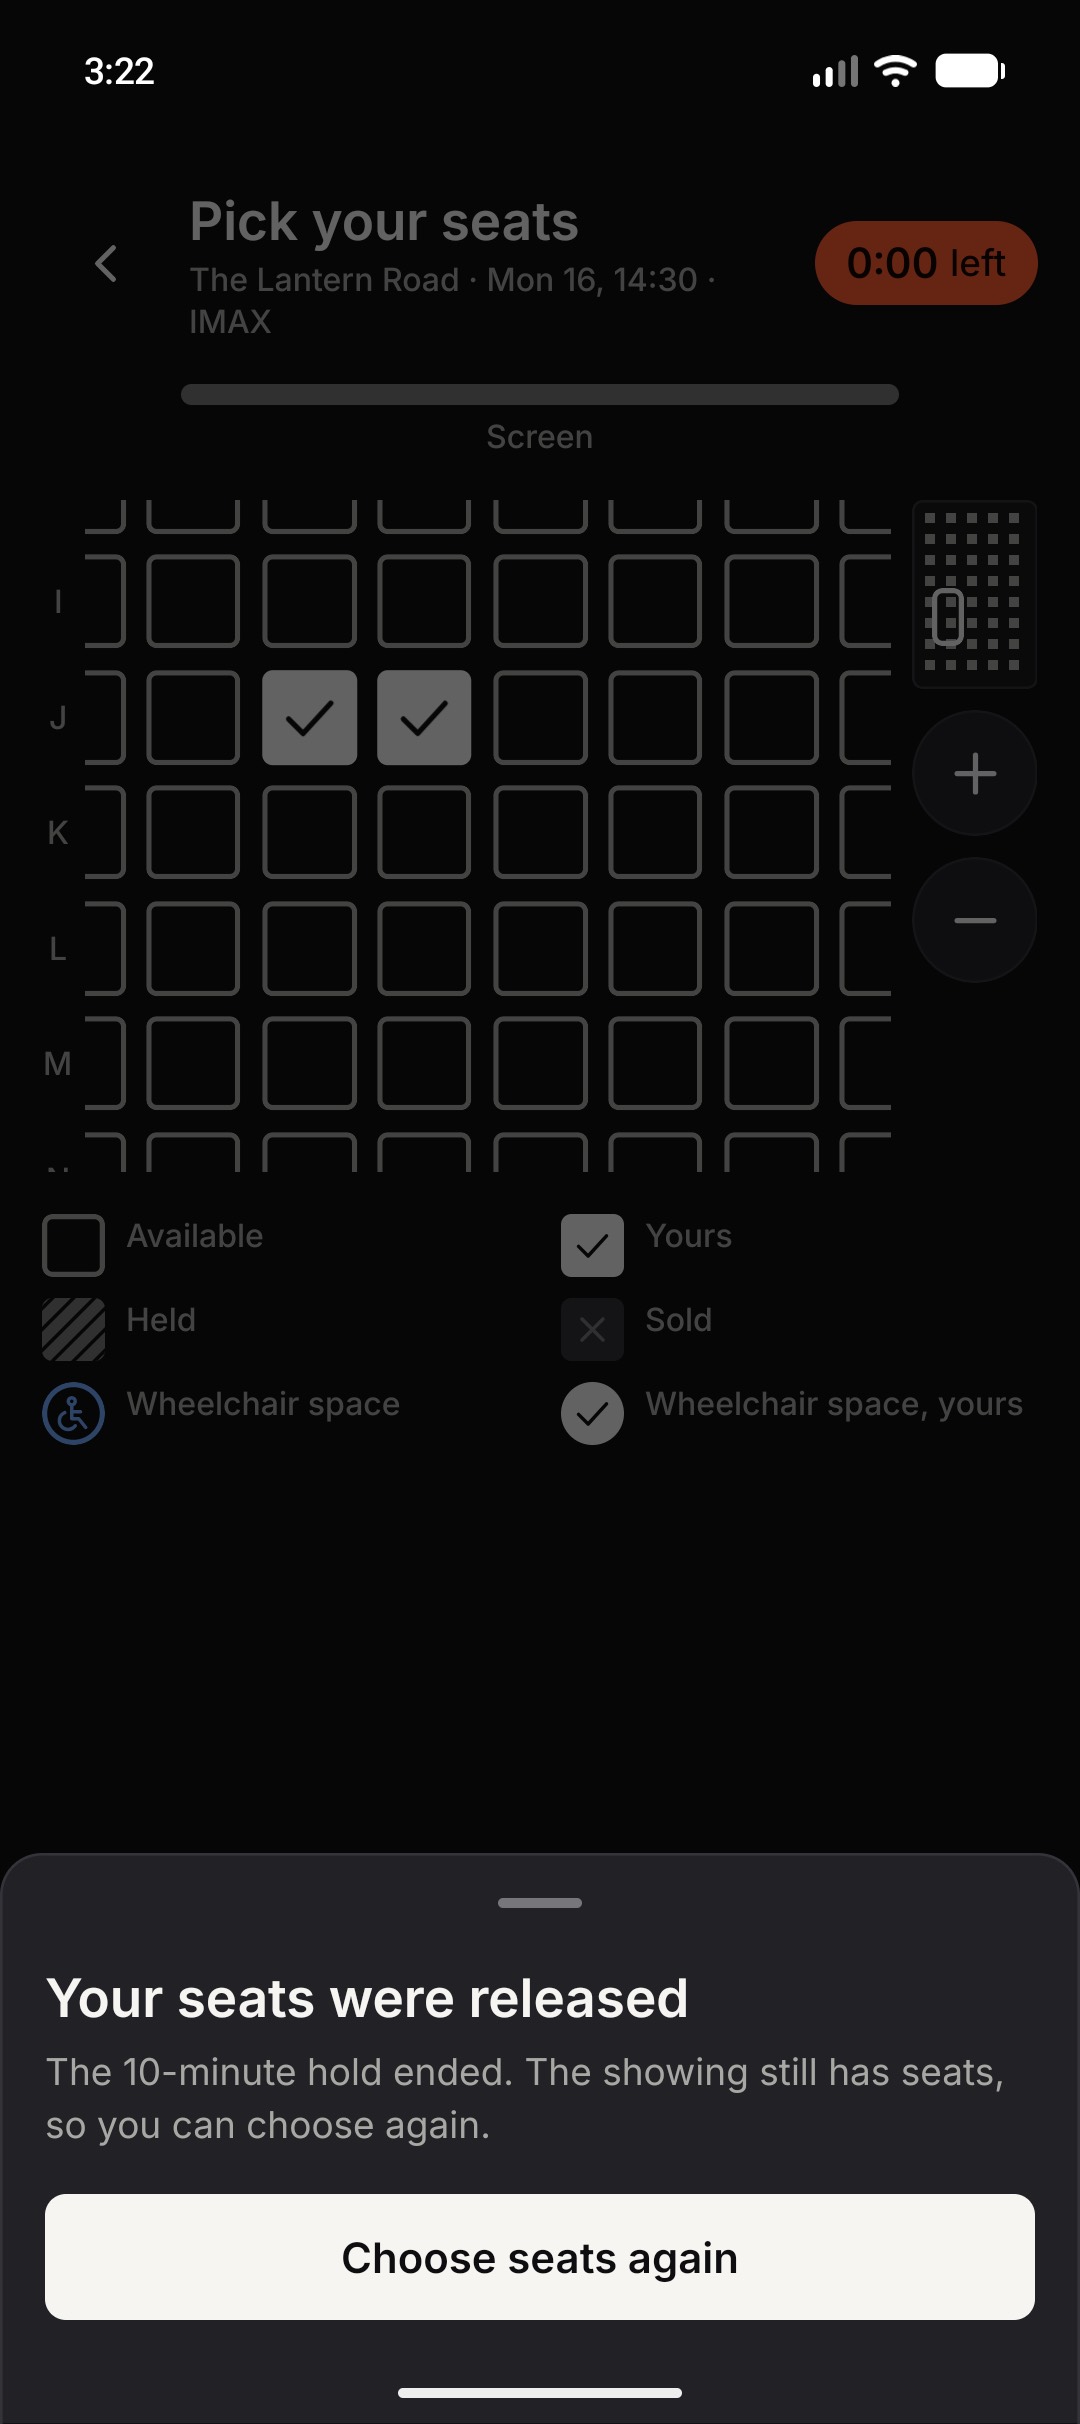 3:22
Pick your seats
The Lantern Road · Mon 16, 14:30 ·
IMAX
0:00 left
Screen
I
J
K
L
M
Available
Yours
Held
Sold
Wheelchair space
Wheelchair space, yours
Your seats were released
The 10-minute hold ended. The showing still has seats,
so you can choose again.
Choose seats again